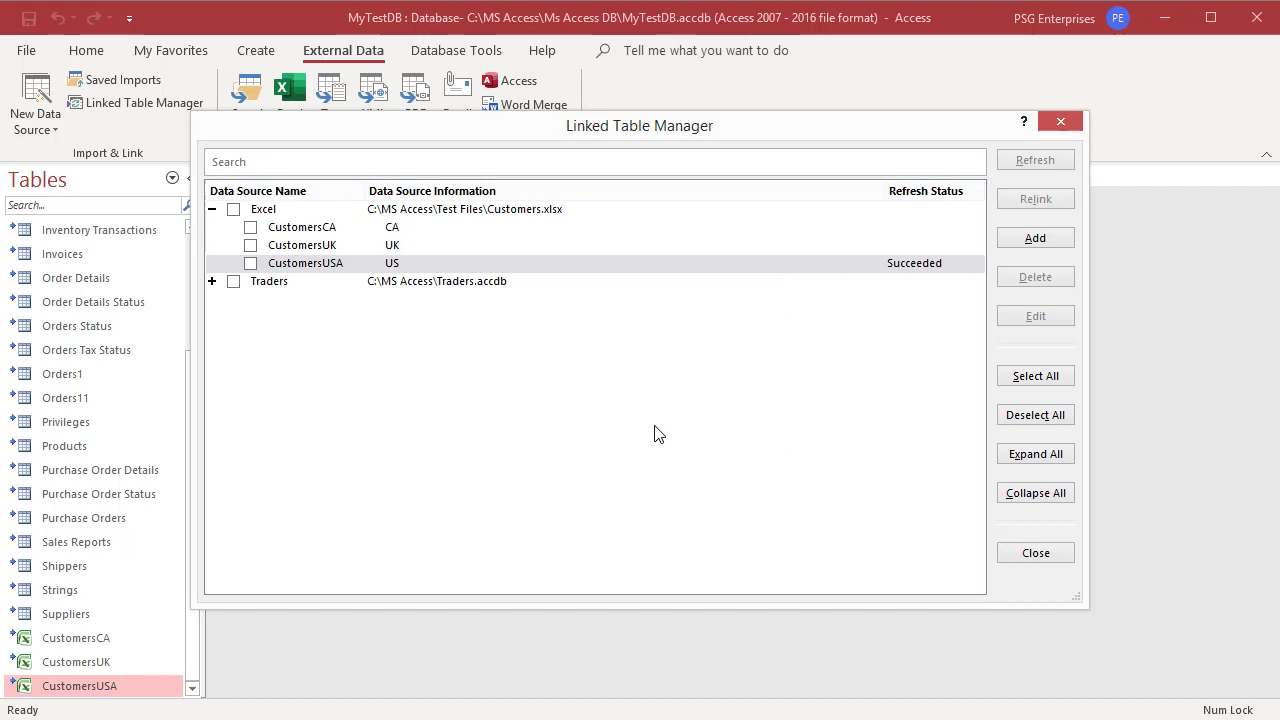 MyTestDB : Database- C:\MS Access\Ms Access DB\MyTestDB.accdb (Access 2007 - 2016 file format) - Access
PSG Enterprises
PE
File Home My Favorites Create External Data Database Tools Help Tell me what you want to do
New Data
Source
Saved Imports
Linked Table Manager
Access
Word Merge
Import & Link
Linked Table Manager
?
Search
Data Source Name Data Source Information Refresh Status
Excel C:\MS Access\Test Files\Customers.xlsx
CustomersCA CA
CustomersUK UK
CustomersUSA US Succeeded
Traders C:\MS Access\Traders.accdb
Refresh
Relink
Add
Delete
Edit
Select All
Deselect All
Expand All
Collapse All
Close
Tables
Search...
Inventory Transactions
Invoices
Order Details
Order Details Status
Orders Status
Orders Tax Status
Orders1
Orders11
Privileges
Products
Purchase Order Details
Purchase Order Status
Purchase Orders
Sales Reports
Shippers
Strings
Suppliers
CustomersCA
CustomersUK
CustomersUSA
Ready
Num Lock